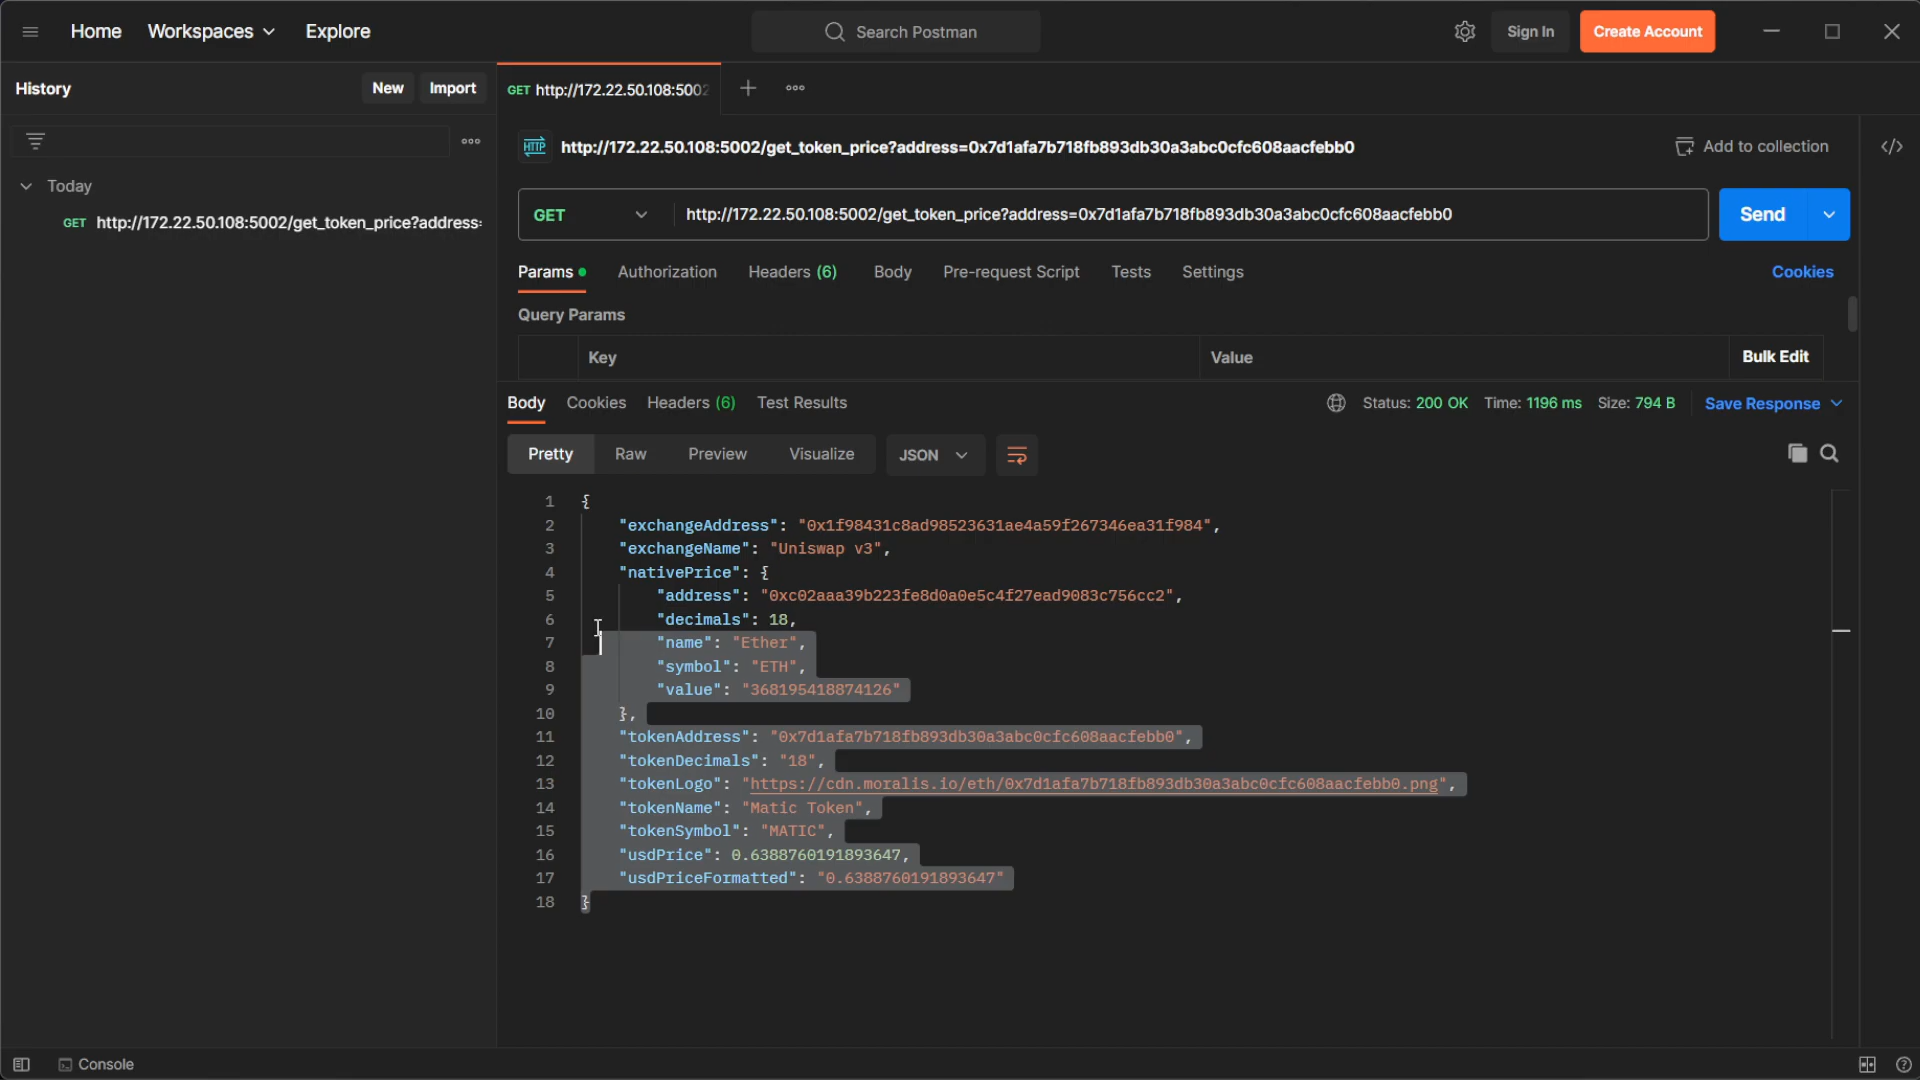 Home Workspaces Explore Search Postman Sign In Create Account
History New Import GET http://172.22.50.108:5002
HTTP http://172.22.50.108:5002/get_token_price?address=0x7d1afa7b718fb893db30a3abc0cfc608aacfebb0 Add to collection </>
Today
GET http://172.22.50.108:5002/get_token_price?address=
GET http://172.22.50.108:5002/get_token_price?address=0x7d1afa7b718fb893db30a3abc0cfc608aacfebb0 Send
Params Authorization Headers (6) Body Pre-request Script Tests Settings Cookies
Query Params
Key Value Bulk Edit
Body Cookies Headers (6) Test Results Status: 200 OK Time: 1196 ms Size: 794 B Save Response
Pretty Raw Preview Visualize JSON
1 {
2 "exchangeAddress": "0x1f98431c8ad98523631ae4a59f267346ea31f984",
3 "exchangeName": "Uniswap v3",
4 "nativePrice": {
5 "address": "0xc02aaa39b223fe8d0a0e5c4f27ead9083c756cc2",
6 "decimals": 18,
7 "name": "Ether",
8 "symbol": "ETH",
9 "value": "368195418874126"
10 },
11 "tokenAddress": "0x7d1afa7b718fb893db30a3abc0cfc608aacfebb0",
12 "tokenDecimals": "18",
13 "tokenLogo": "https://cdn.moralis.io/eth/0x7d1afa7b718fb893db30a3abc0cfc608aacfebb0.png",
14 "tokenName": "Matic Token",
15 "tokenSymbol": "MATIC",
16 "usdPrice": 0.6388760191893647,
17 "usdPriceFormatted": "0.6388760191893647"
18 }
Console